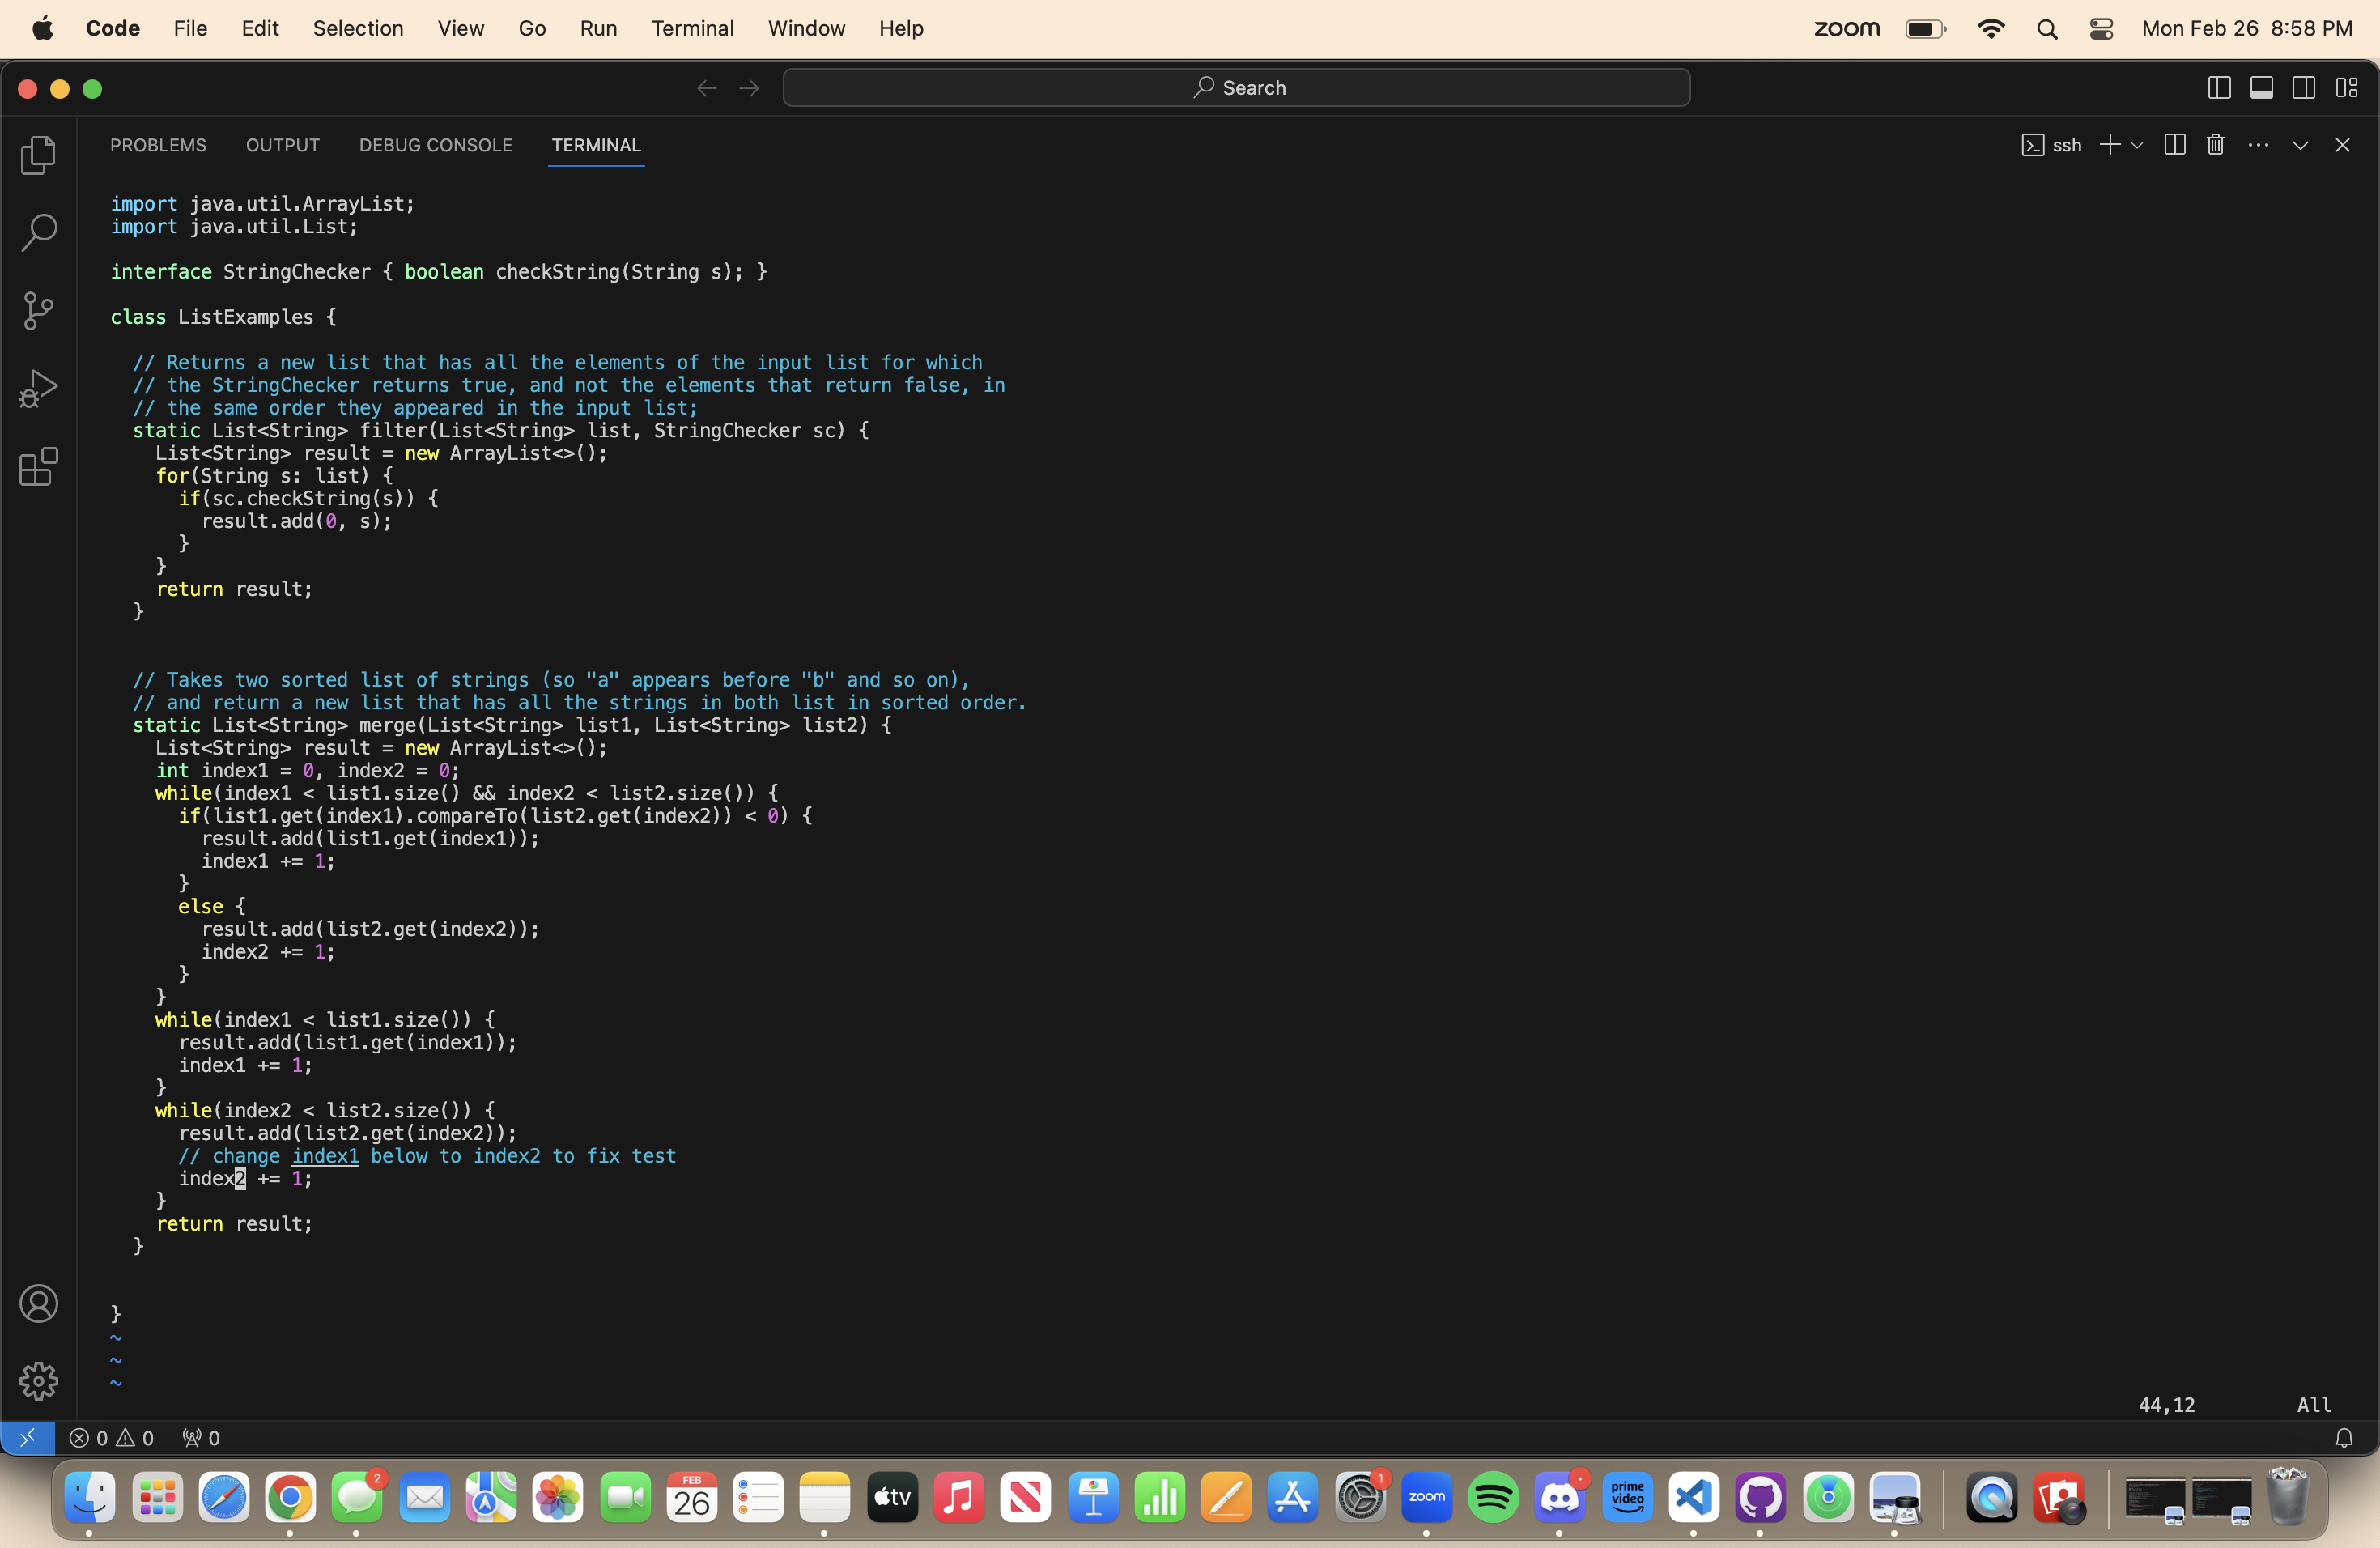 Code File Edit Selection View Go Run Terminal Window Help zoom Mon Feb 26 8:58 PM
Search
PROBLEMS OUTPUT DEBUG CONSOLE TERMINAL ssh
import java.util.ArrayList;
import java.util.List;
interface StringChecker { boolean checkString(String s); }
class ListExamples {
// Returns a new list that has all the elements of the input list for which
// the StringChecker returns true, and not the elements that return false, in
// the same order they appeared in the input list;
static List<String> filter(List<String> list, StringChecker sc) {
List<String> result = new ArrayList<>();
for(String s: list) {
if(sc.checkString(s)) {
result.add(0, s);
}
}
return result;
}
// Takes two sorted list of strings (so "a" appears before "b" and so on),
// and return a new list that has all the strings in both list in sorted order.
static List<String> merge(List<String> list1, List<String> list2) {
List<String> result = new ArrayList<>();
int index1 = 0, index2 = 0;
while(index1 < list1.size() && index2 < list2.size()) {
if(list1.get(index1).compareTo(list2.get(index2)) < 0) {
result.add(list1.get(index1));
index1 += 1;
}
else {
result.add(list2.get(index2));
index2 += 1;
}
}
while(index1 < list1.size()) {
result.add(list1.get(index1));
index1 += 1;
}
while(index2 < list2.size()) {
result.add(list2.get(index2));
// change index1 below to index2 to fix test
index2 += 1;
}
return result;
}
}
~
~
~
44,12 All
0 0 0
2 FEB 26 tv 1 zoom prime video